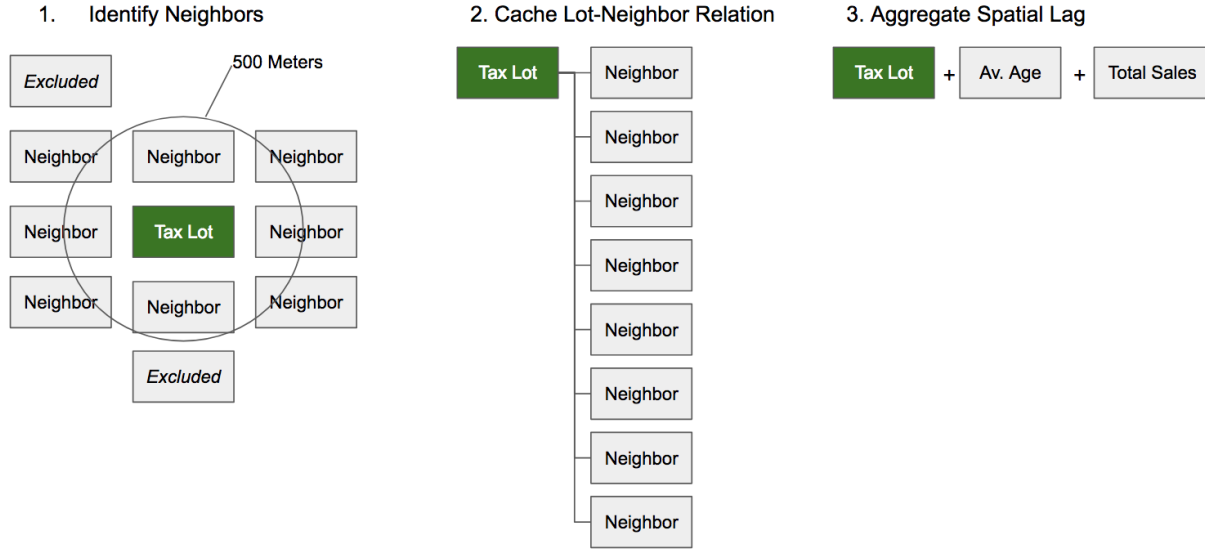 1. Identify Neighbors
500 Meters
Excluded
Neighbor Neighbor Neighbor
Neighbor Tax Lot Neighbor
Neighbor Neighbor Neighbor
Excluded
2. Cache Lot-Neighbor Relation
Tax Lot Neighbor
Neighbor
Neighbor
Neighbor
Neighbor
Neighbor
Neighbor
Neighbor
3. Aggregate Spatial Lag
Tax Lot + Av. Age + Total Sales